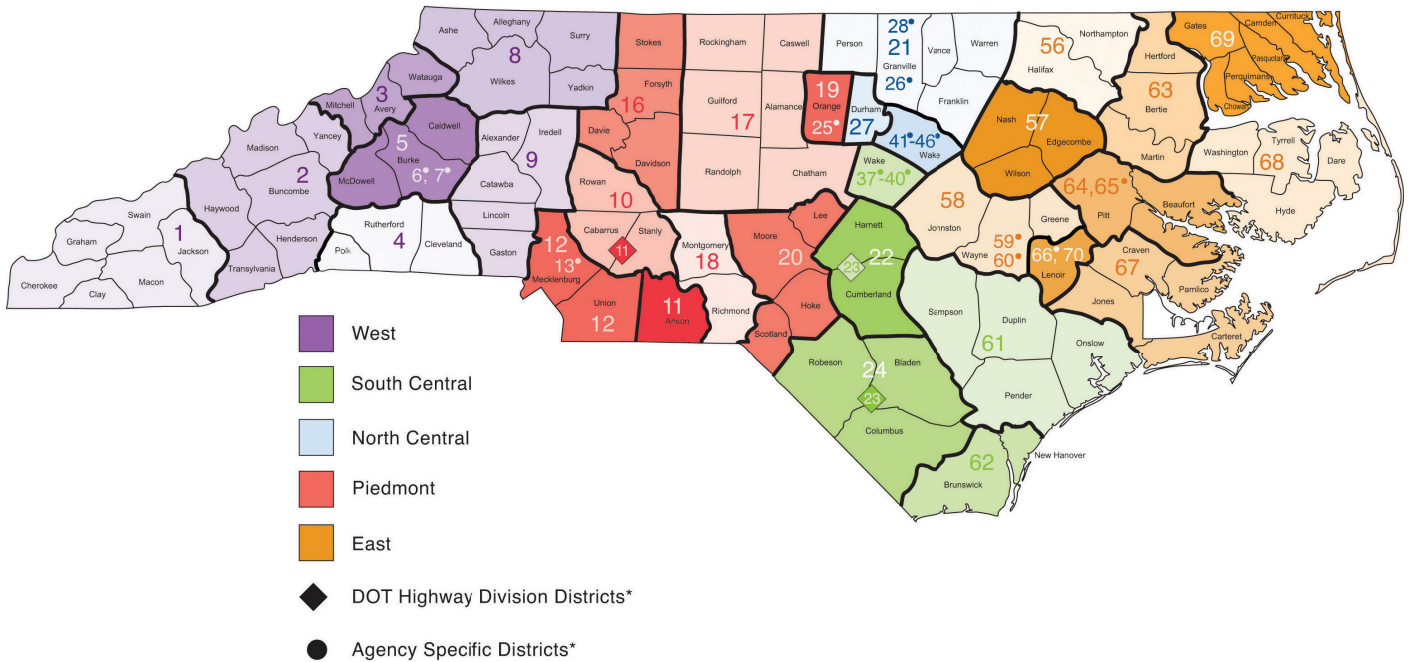 Ashe
Alleghany
Surry
8
Wilkes
Yadkin
Stokes
Forsyth
16
Davie
Davidson
Rockingham
Caswell
Guilford
17
Alamance
Randolph
Chatham
Person
28•
21
Granville
26•
Vance
Warren
Franklin
19
Orange
25•
Durham
27
41•-46•
Wake
Wake
37•-40•
56
Northampton
Halifax
Hertford
63
Bertie
Martin
Gates
69
Camden
Currituck
Pasquotank
Perquimans
Chowan
Nash
57
Edgecombe
Wilson
Washington
Tyrrell
68
Dare
Hyde
Watauga
3
Mitchell
Avery
Yancey
Madison
2
Buncombe
Haywood
Henderson
Transylvania
5
Caldwell
Burke
6•, 7•
McDowell
Alexander
Iredell
9
Catawba
Lincoln
Gaston
Rutherford
4
Polk
Cleveland
Swain
1
Graham
Jackson
Macon
Cherokee
Clay
Rowan
10
Cabarrus
Stanly
11
12
13•
Mecklenburg
Union
12
11
Anson
Montgomery
18
Richmond
Moore
Lee
20
Hoke
Scotland
Harnett
22
23
Cumberland
58
Jonnston
Wayne
59•
60•
Greene
64,65•
Pitt
Beaufort
66,• 70
Lenoir
Craven
67
Jones
Pamlico
Carteret
Sampson
Duplin
61
Onslow
Pender
Robeson
24
Bladen
23
Columbus
62
Brunswick
New Hanover
West
South Central
North Central
Piedmont
East
DOT Highway Division Districts*
Agency Specific Districts*